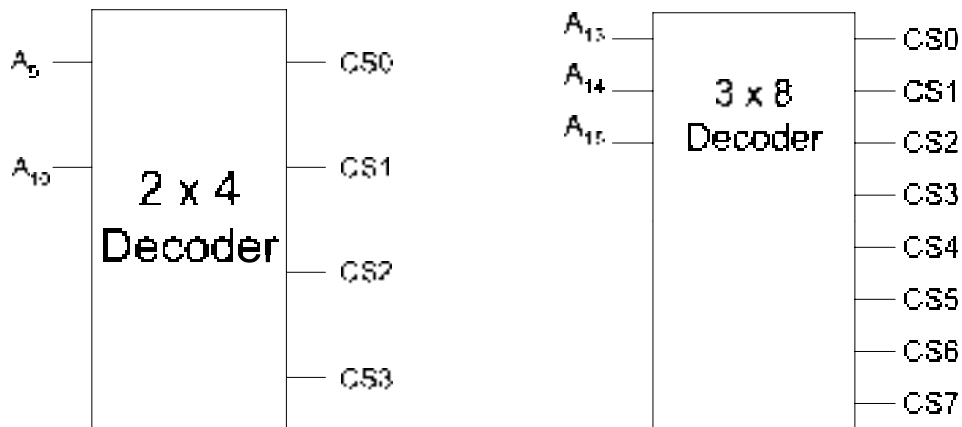 A₉
A₁₀
2 x 4
Decoder
CS0
CS1
CS2
CS3
A₁₃
A₁₄
A₁₅
3 x 8
Decoder
CS0
CS1
CS2
CS3
CS4
CS5
CS6
CS7